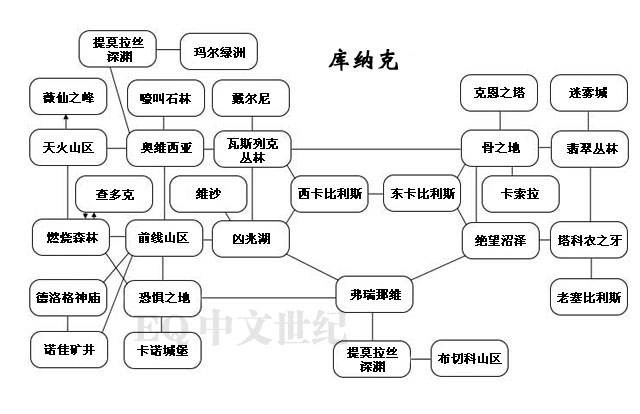 库纳克
提莫拉丝
深渊
玛尔绿洲
薇仙之峰
嚎叫石林
戴尔尼
克恩之塔
迷雾城
天火山区
奥维西亚
瓦斯列克
丛林
骨之地
翡翠丛林
查多克
维沙
西卡比利斯
东卡比利斯
卡索拉
燃烧森林
前线山区
凶兆湖
绝望沼泽
塔科农之牙
德洛格神庙
恐惧之地
弗瑞那维
老塞比利斯
EQ中文世纪
诺佳矿井
卡诺城堡
提莫拉丝
深渊
布切科山区